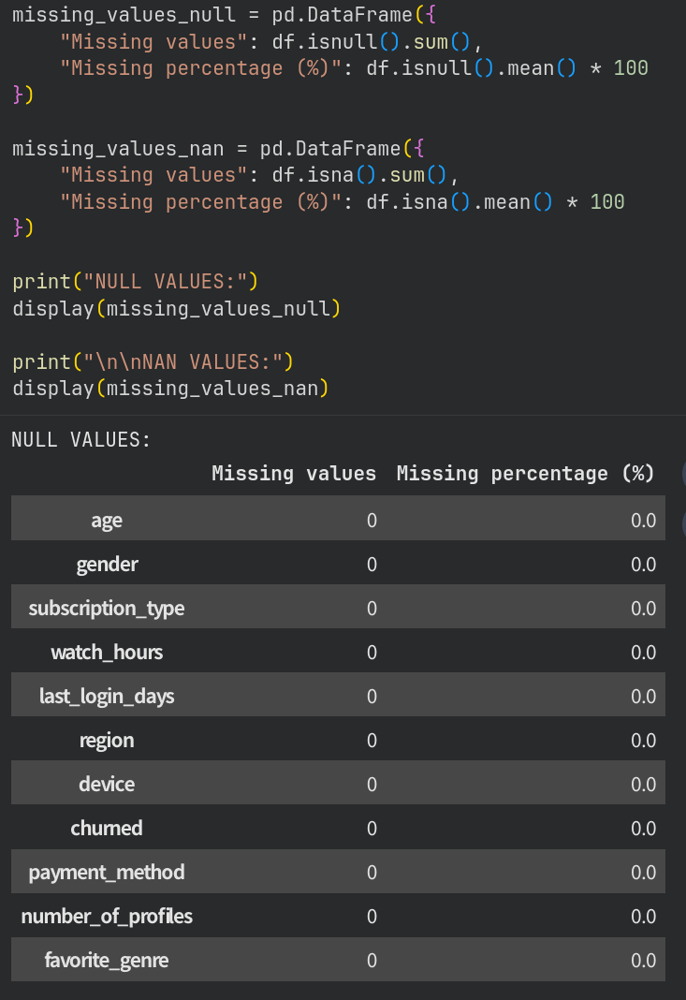 missing_values_null = pd.DataFrame({
    "Missing values": df.isnull().sum(),
    "Missing percentage (%)": df.isnull().mean() * 100
})

missing_values_nan = pd.DataFrame({
    "Missing values": df.isna().sum(),
    "Missing percentage (%)": df.isna().mean() * 100
})

print("NULL VALUES:")
display(missing_values_null)

print("\n\nNAN VALUES:")
display(missing_values_nan)
NULL VALUES:
Missing values Missing percentage (%)
age 0 0.0
gender 0 0.0
subscription_type 0 0.0
watch_hours 0 0.0
last_login_days 0 0.0
region 0 0.0
device 0 0.0
churned 0 0.0
payment_method 0 0.0
number_of_profiles 0 0.0
favorite_genre 0 0.0